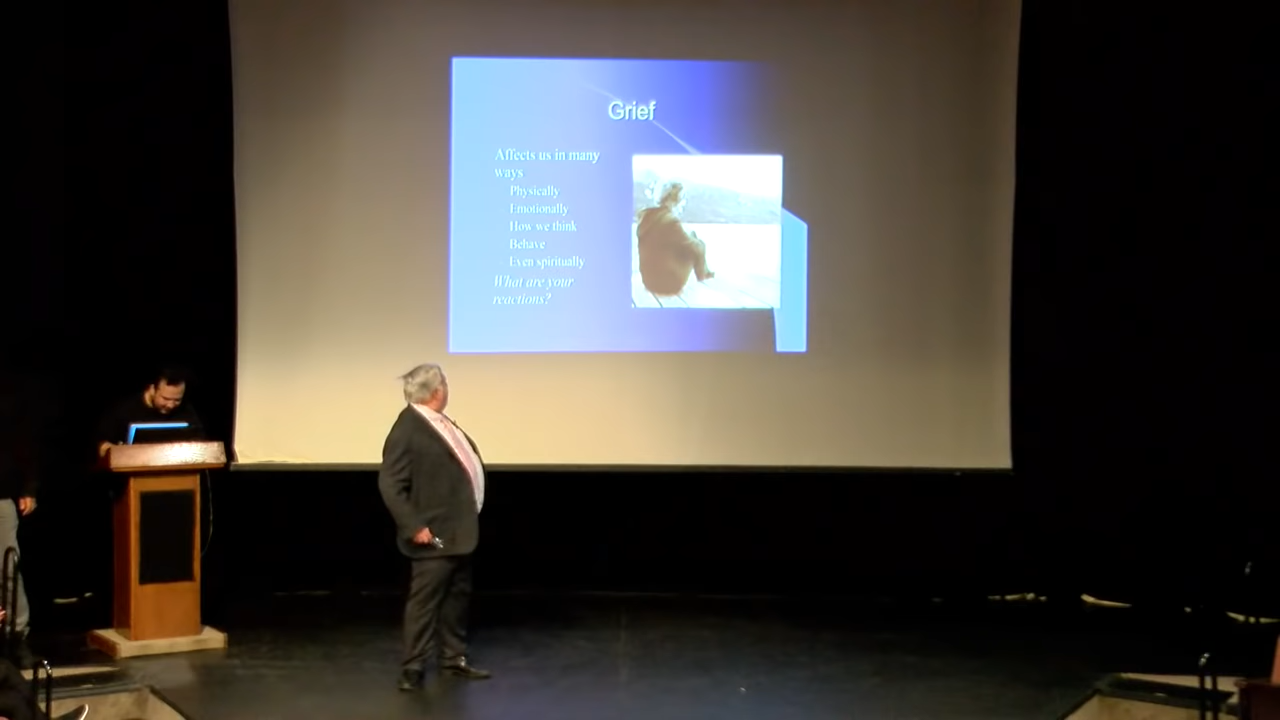 Grief
Affects us in many
ways
Physically
Emotionally
How we think
Behave
Even spiritually
What are your
reactions?